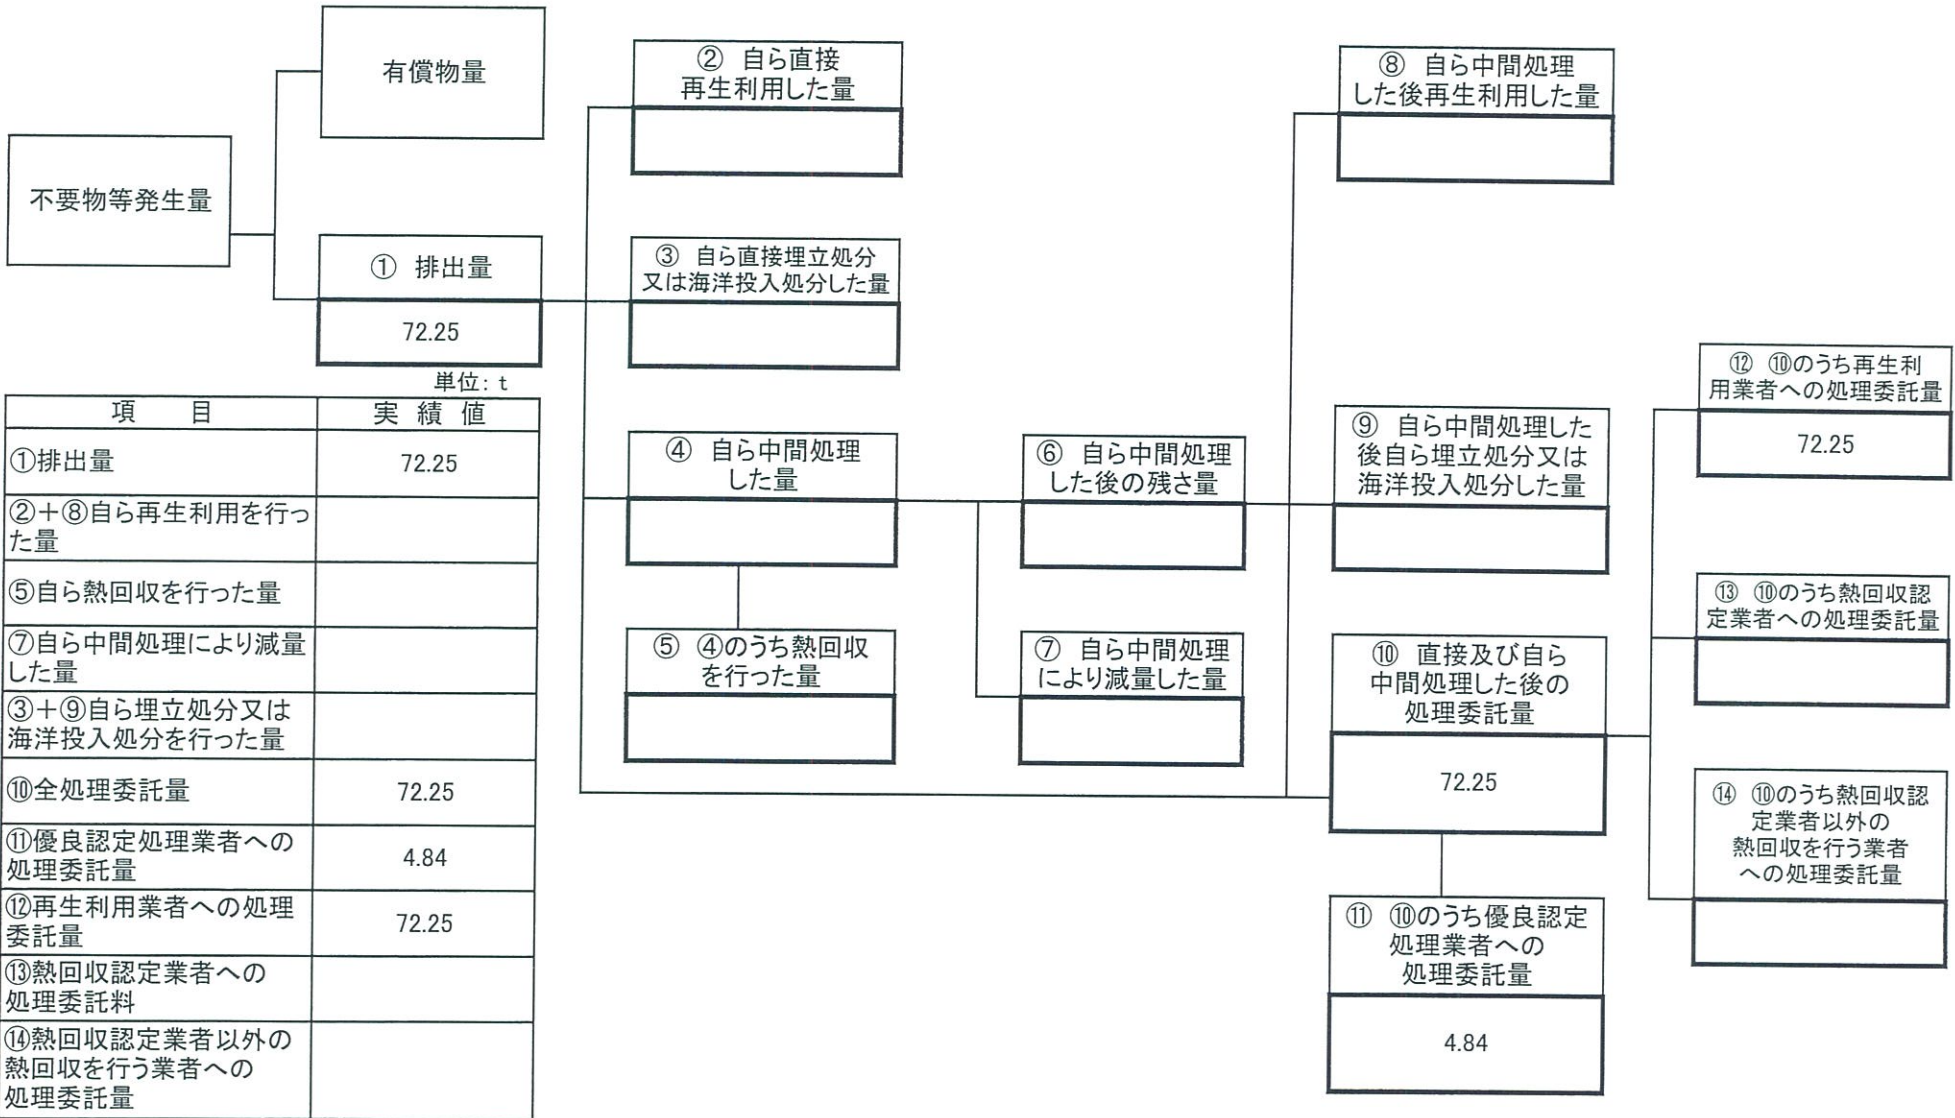 有償物量
不要物等発生量
① 排出量
72.25
② 自ら直接
再生利用した量
③ 自ら直接埋立処分
又は海洋投入処分した量
④ 自ら中間処理
した量
⑤ ④のうち熱回収
を行った量
⑥ 自ら中間処理
した後の残さ量
⑦ 自ら中間処理
により減量した量
⑧ 自ら中間処理
した後再生利用した量
⑨ 自ら中間処理した
後自ら埋立処分又は
海洋投入処分した量
⑩ 直接及び自ら
中間処理した後の
処理委託量
72.25
⑪ ⑩のうち優良認定
処理業者への
処理委託量
4.84
⑫ ⑩のうち再生利
用業者への処理委託量
72.25
⑬ ⑩のうち熱回収認
定業者への処理委託量
⑭ ⑩のうち熱回収認
定業者以外の
熱回収を行う業者
への処理委託量
単位:t
項 目 実 績 値
①排出量 72.25
②+⑧自ら再生利用を行っ
た量
⑤自ら熱回収を行った量
⑦自ら中間処理により減量
した量
③+⑨自ら埋立処分又は
海洋投入処分を行った量
⑩全処理委託量 72.25
⑪優良認定処理業者への
処理委託量 4.84
⑫再生利用業者への処理
委託量 72.25
⑬熱回収認定業者への
処理委託料
⑭熱回収認定業者以外の
熱回収を行う業者への
処理委託量